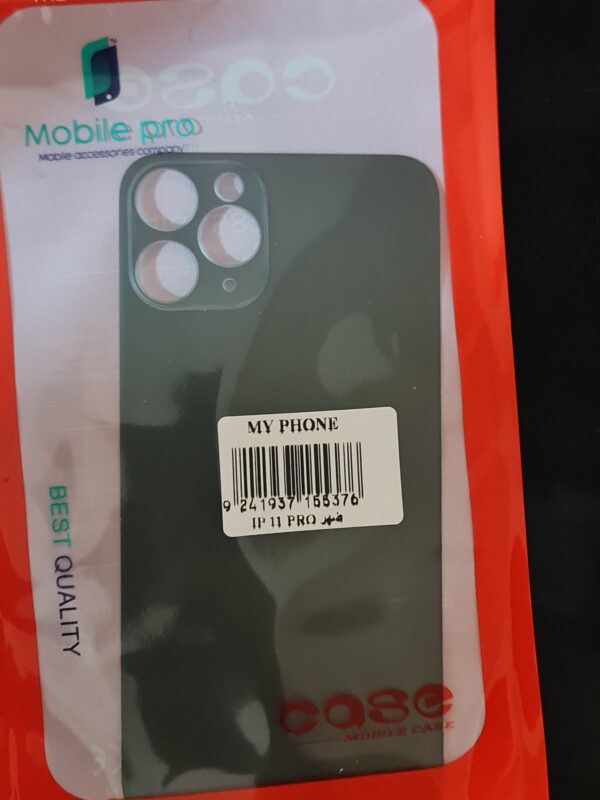 case
Mobile pro
Mobile accessories company
MY PHONE
9 241937 155376
IP 11 PRO
BEST QUALITY
case
MOBILE CASE